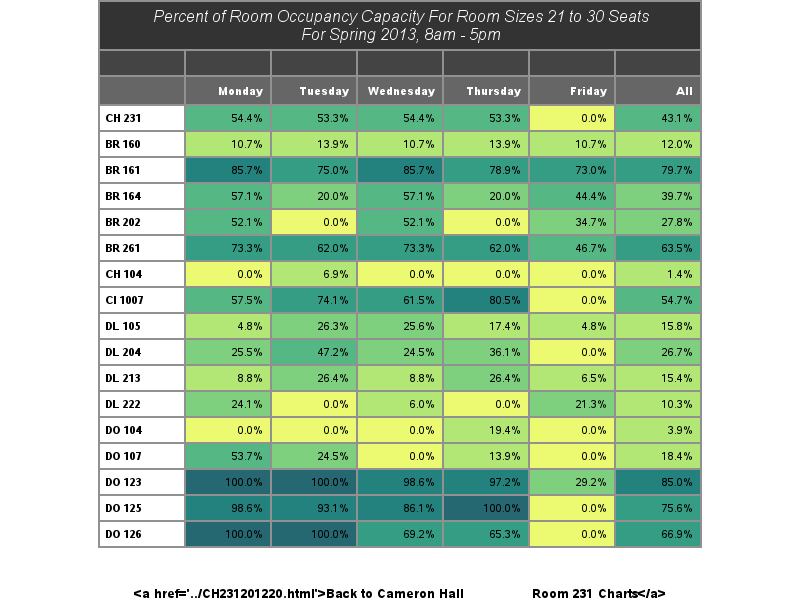 Percent of Room Occupancy Capacity For Room Sizes 21 to 30 Seats
For Spring 2013, 8am - 5pm
Monday Tuesday Wednesday Thursday Friday All
CH 231 54.4% 53.3% 54.4% 53.3% 0.0% 43.1%
BR 160 10.7% 13.9% 10.7% 13.9% 10.7% 12.0%
BR 161 85.7% 75.0% 85.7% 78.9% 73.0% 79.7%
BR 164 57.1% 20.0% 57.1% 20.0% 44.4% 39.7%
BR 202 52.1% 0.0% 52.1% 0.0% 34.7% 27.8%
BR 261 73.3% 62.0% 73.3% 62.0% 46.7% 63.5%
CH 104 0.0% 6.9% 0.0% 0.0% 0.0% 1.4%
CI 1007 57.5% 74.1% 61.5% 80.5% 0.0% 54.7%
DL 105 4.8% 26.3% 25.6% 17.4% 4.8% 15.8%
DL 204 25.5% 47.2% 24.5% 36.1% 0.0% 26.7%
DL 213 8.8% 26.4% 8.8% 26.4% 6.5% 15.4%
DL 222 24.1% 0.0% 6.0% 0.0% 21.3% 10.3%
DO 104 0.0% 0.0% 0.0% 19.4% 0.0% 3.9%
DO 107 53.7% 24.5% 0.0% 13.9% 0.0% 18.4%
DO 123 100.0% 100.0% 98.6% 97.2% 29.2% 85.0%
DO 125 98.6% 93.1% 86.1% 100.0% 0.0% 75.6%
DO 126 100.0% 100.0% 69.2% 65.3% 0.0% 66.9%
<a href='../CH231201220.html'>Back to Cameron Hall Room 231 Charts</a>